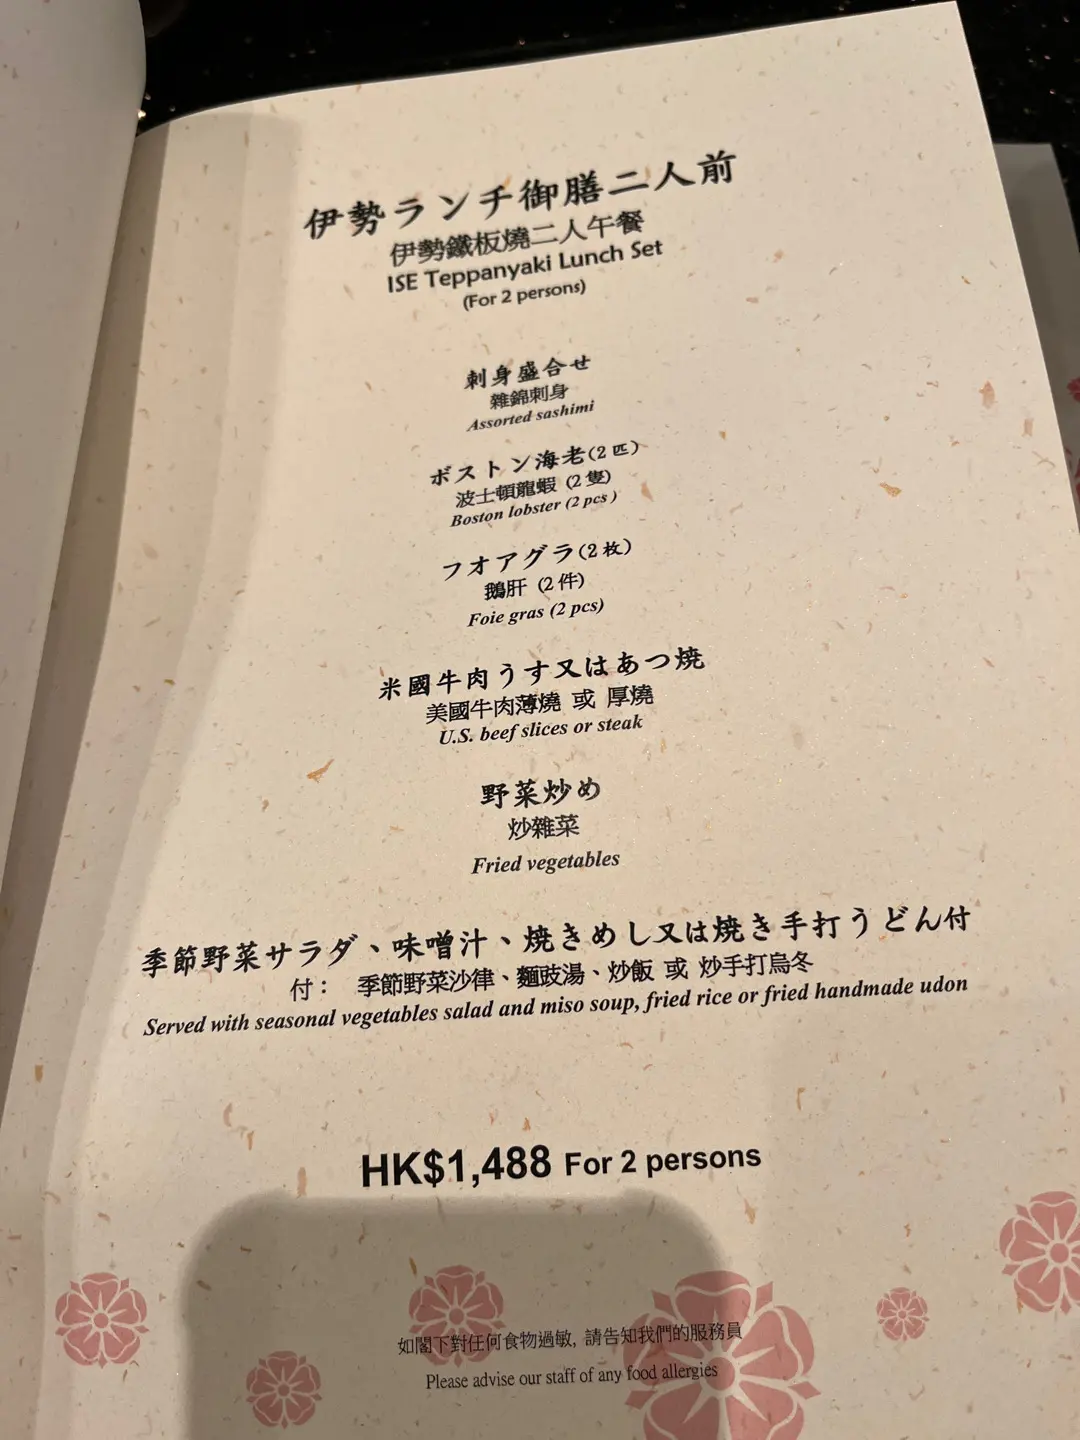 伊勢ランチ御膳二人前
伊勢鐵板燒二人午餐
ISE Teppanyaki Lunch Set
(For 2 persons)
刺身盛合せ
雜錦刺身
Assorted sashimi
ボストン海老(2匹)
波士頓龍蝦 (2隻)
Boston lobster (2 pcs )
フオアグラ(2枚)
鵝肝 (2件)
Foie gras (2 pcs)
米國牛肉うす又はあつ焼
美國牛肉薄燒 或 厚燒
U.S. beef slices or steak
野菜炒め
炒雜菜
Fried vegetables
季節野菜サラダ、味噌汁、焼きめし又は焼き手打うどん付
付： 季節野菜沙律、麵豉湯、炒飯 或 炒手打烏冬
Served with seasonal vegetables salad and miso soup, fried rice or fried handmade udon
HK$1,488 For 2 persons
如閣下對任何食物過敏, 請告知我們的服務員
Please advise our staff of any food allergies